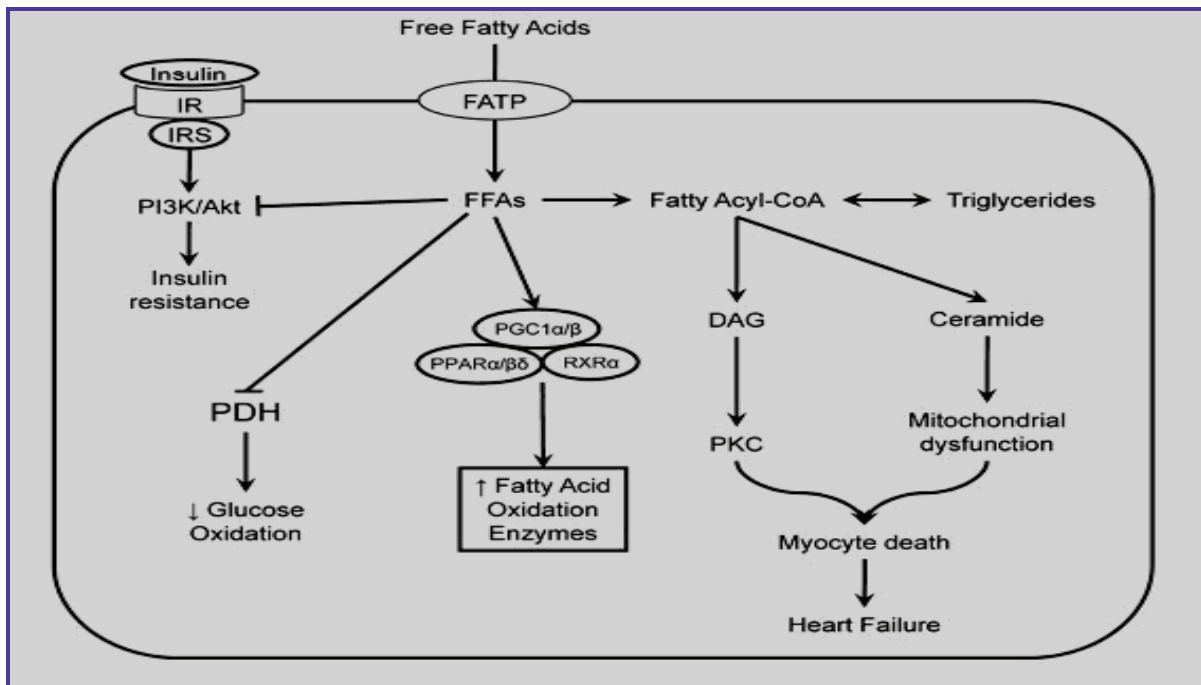 Free Fatty Acids
Insulin
IR
FATP
IRS
PI3K/Akt
FFAs
Fatty Acyl-CoA
Triglycerides
Insulin
resistance
PGC1α/β
PPARα/βδ
RXRα
DAG
Ceramide
PDH
PKC
Mitochondrial
dysfunction
↓ Glucose
Oxidation
↑ Fatty Acid
Oxidation
Enzymes
Myocyte death
Heart Failure